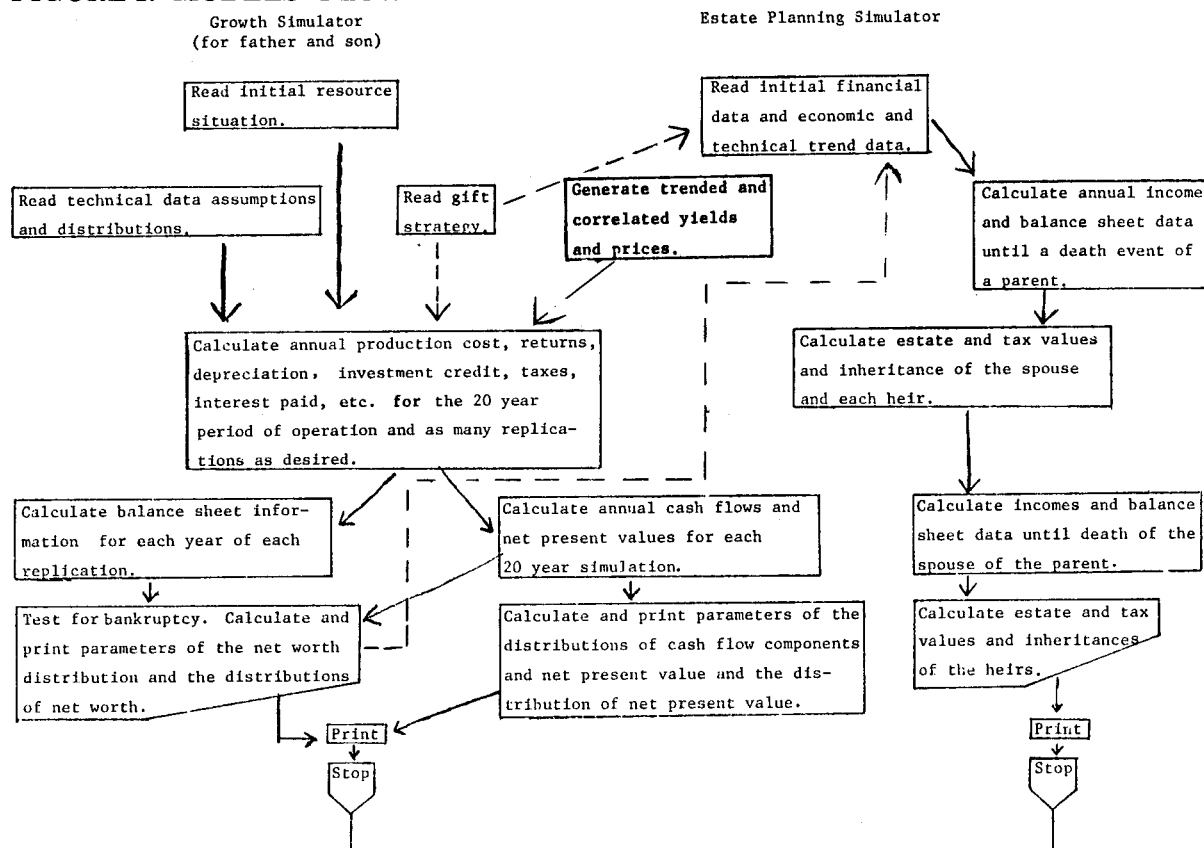 Growth Simulator
(for father and son)
Estate Planning Simulator
Read initial resource
situation.
Read initial financial
data and economic and
technical trend data.
Read technical data assumptions
and distributions.
Read gift
strategy.
Generate trended and
correlated yields
and prices.
Calculate annual income
and balance sheet data
until a death event of
a parent.
Calculate annual production cost, returns,
depreciation, investment credit, taxes,
interest paid, etc. for the 20 year
period of operation and as many replica-
tions as desired.
Calculate estate and tax values
and inheritance of the spouse
and each heir.
Calculate balance sheet infor-
mation for each year of each
replication.
Calculate annual cash flows and
net present values for each
20 year simulation.
Calculate incomes and balance
sheet data until death of the
spouse of the parent.
Test for bankruptcy. Calculate and
print parameters of the net worth
distribution and the distributions
of net worth.
Calculate and print parameters of the
distributions of cash flow components
and net present value and the dis-
tribution of net present value.
Calculate estate and tax
values and inheritances
of the heirs.
Print
Stop
Print
Stop